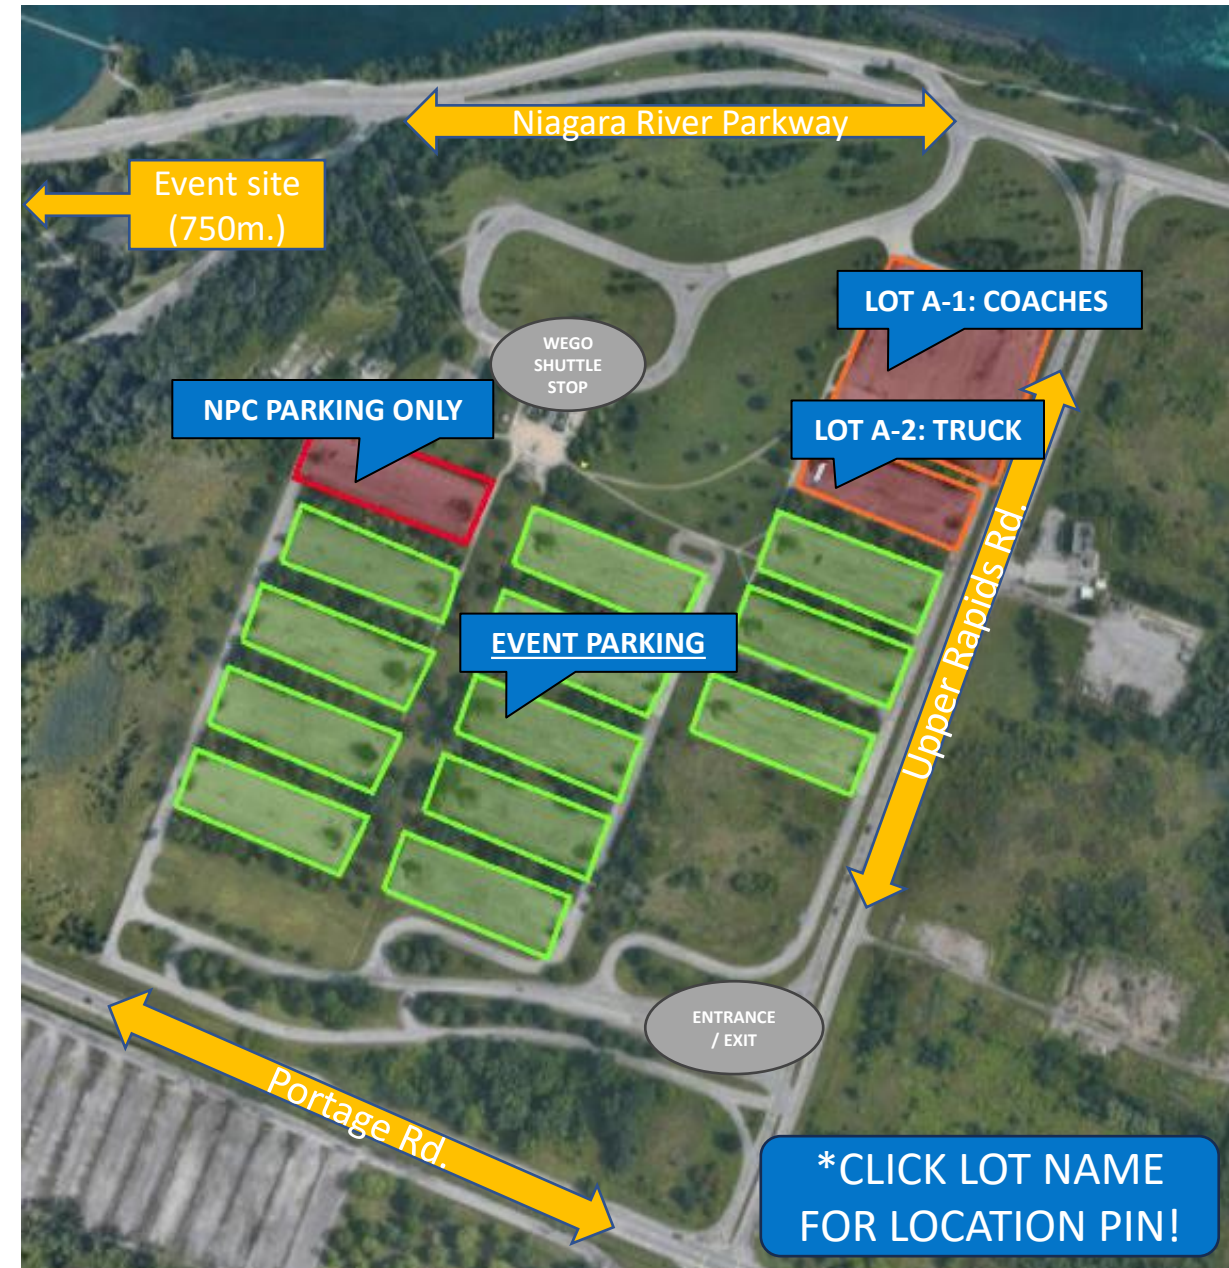 Niagara River Parkway
Event site
(750m.)
LOT A-1: COACHES
WEGO
SHUTTLE
STOP
NPC PARKING ONLY
LOT A-2: TRUCK
EVENT PARKING
Upper Rapids Rd.
ENTRANCE
/ EXIT
Portage Rd.
*CLICK LOT NAME
FOR LOCATION PIN!